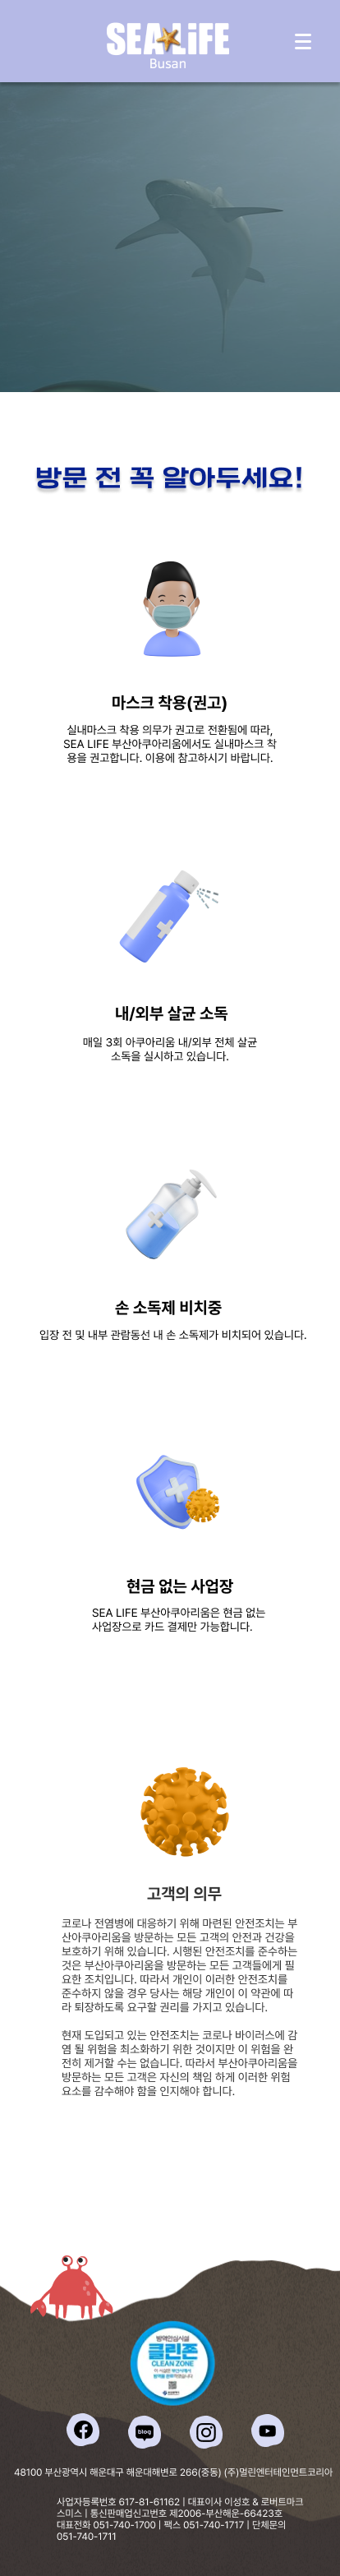 SEA LIFE
Busan
방문 전 꼭 알아두세요!
마스크 착용(권고)
실내마스크 착용 의무가 권고로 전환됨에 따라,
SEA LIFE 부산아쿠아리움에서도 실내마스크 착
용을 권고합니다. 이용에 참고하시기 바랍니다.
내/외부 살균 소독
매일 3회 아쿠아리움 내/외부 전체 살균
소독을 실시하고 있습니다.
손 소독제 비치중
입장 전 및 내부 관람동선 내 손 소독제가 비치되어 있습니다.
현금 없는 사업장
SEA LIFE 부산아쿠아리움은 현금 없는
사업장으로 카드 결제만 가능합니다.
고객의 의무
코로나 전염병에 대응하기 위해 마련된 안전조치는 부
산아쿠아리움을 방문하는 모든 고객의 안전과 건강을
보호하기 위해 있습니다. 시행된 안전조치를 준수하는
것은 부산아쿠아리움을 방문하는 모든 고객들에게 필
요한 조치입니다. 따라서 개인이 이러한 안전조치를
준수하지 않을 경우 당사는 해당 개인이 이 약관에 따
라 퇴장하도록 요구할 권리를 가지고 있습니다.
현재 도입되고 있는 안전조치는 코로나 바이러스에 감
염 될 위험을 최소화하기 위한 것이지만 이 위험을 완
전히 제거할 수는 없습니다. 따라서 부산아쿠아리움을
방문하는 모든 고객은 자신의 책임 하에 이러한 위험
요소를 감수해야 함을 인지해야 합니다.
방역안심시설
클린존
CLEAN ZONE
blog
48100 부산광역시 해운대구 해운대해변로 266(중동) (주)멀린엔터테인먼트코리아
사업자등록번호 617-81-61162 | 대표이사 이성호 & 로버트마크
스미스 | 통신판매업신고번호 제2006-부산해운-66423호
대표전화 051-740-1700 | 팩스 051-740-1717 | 단체문의
051-740-1711